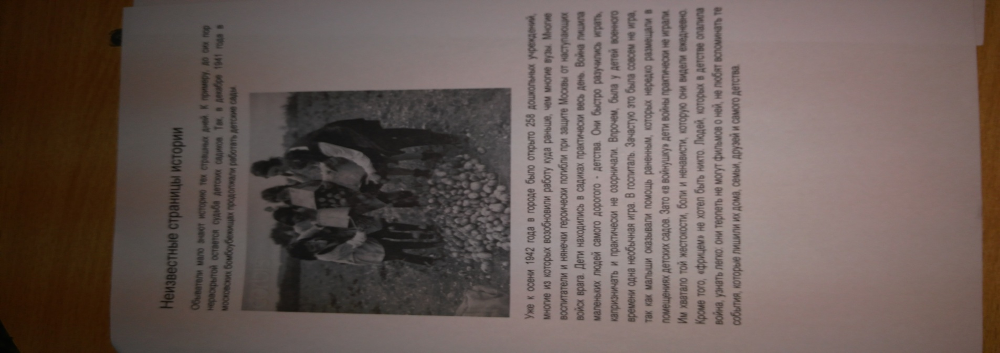 Неизвестные страницы истории
Обыватели мало знают историю тех страшных дней. К примеру, до сих пор
нераскрытой остается судьба детских садиков. Так, в декабре 1941 года в
московских бомбоубежищах продолжали работать детские сады.
Уже к осени 1942 года в городе было открыто 258 дошкольных учреждений,
многие из которых возобновили работу куда раньше, чем многие вузы. Многие
воспитатели и нянечки героически погибли при защите Москвы от наступающих
войск врага. Дети находились в садиках практически весь день. Война лишила
маленьких людей самого дорогого - детства. Они быстро разучились играть,
капризничать и практически не озорничали. Впрочем, была у детей военного
времени одна необычная игра. В госпиталь. Зачастую это была совсем не игра,
так как малыши оказывали помощь раненным, которых нередко размещали в
помещениях детских садов. Зато «в войнушку» дети войны практически не играли.
Им хватало той жестокости, боли и ненависти, которую они видели ежедневно.
Кроме того, «фрицем» не хотел быть никто. Людей, которых в детстве опалила
война, узнать легко: они терпеть не могут фильмов о ней, не любят вспоминать те
события, которые лишили их дома, семьи, друзей и самого детства.